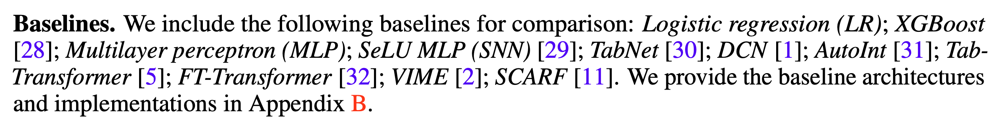 Baselines. We include the following baselines for comparison: Logistic regression (LR); XGBoost
[28]; Multilayer perceptron (MLP); SeLU MLP (SNN) [29]; TabNet [30]; DCN [1]; AutoInt [31]; Tab-
Transformer [5]; FT-Transformer [32]; VIME [2]; SCARF [11]. We provide the baseline architectures
and implementations in Appendix B.